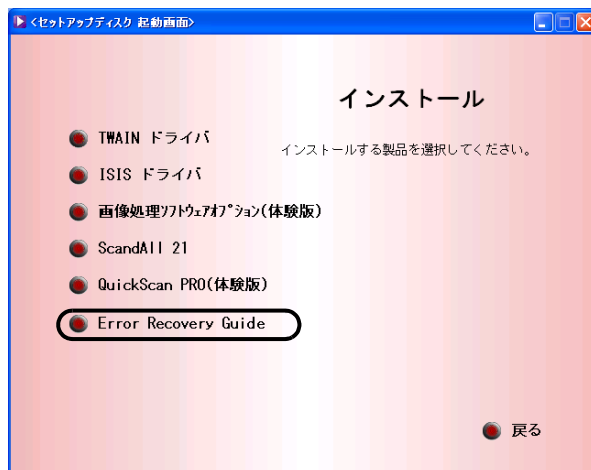 <セットアップディスク 起動画面>
インストール
インストールする製品を選択してください。
TWAIN ドライバ
ISIS ドライバ
画像処理ｿﾌﾄｳｪｱｵﾌﾟｼｮﾝ(体験版)
ScandAll 21
QuickScan PRO(体験版)
Error Recovery Guide
戻る